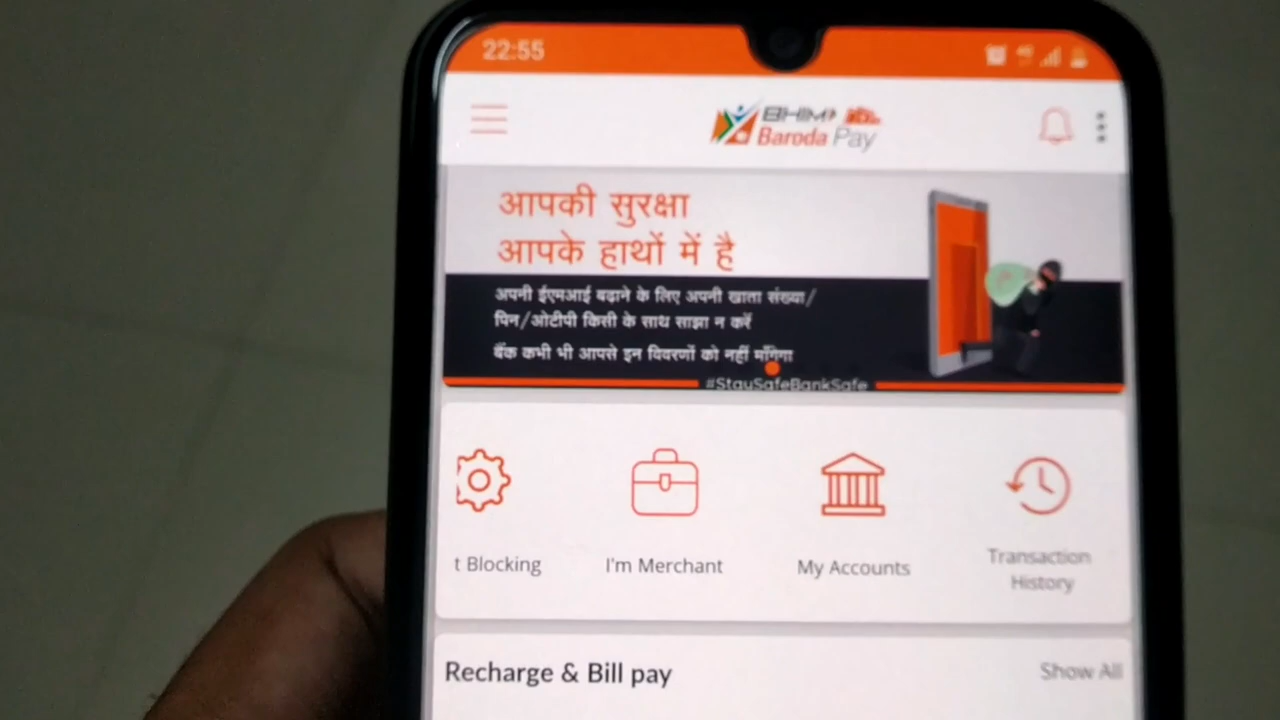 22:55
4G
BHIM
Baroda Pay
आपकी सुरक्षा
आपके हाथों में है
अपनी ईएमआई बढ़ाने के लिए अपनी खाता संख्या/
पिन/ओटीपी किसी के साथ साझा न करें
बैंक कभी भी आपसे इन विवरणों को नहीं माँगेगा
#StaySafeBankSafe
t Blocking
I'm Merchant
My Accounts
Transaction
History
Recharge & Bill pay
Show All